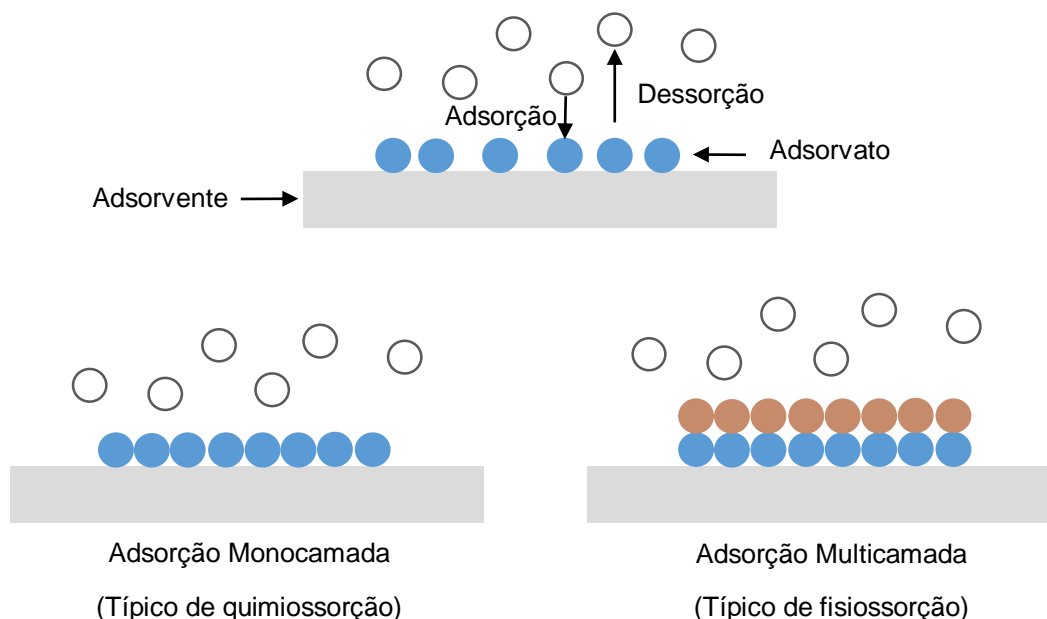 Dessorção
Adsorção
Adsorvato
Adsorvente
Adsorção Monocamada
(Típico de quimiossorção)
Adsorção Multicamada
(Típico de fisiossorção)